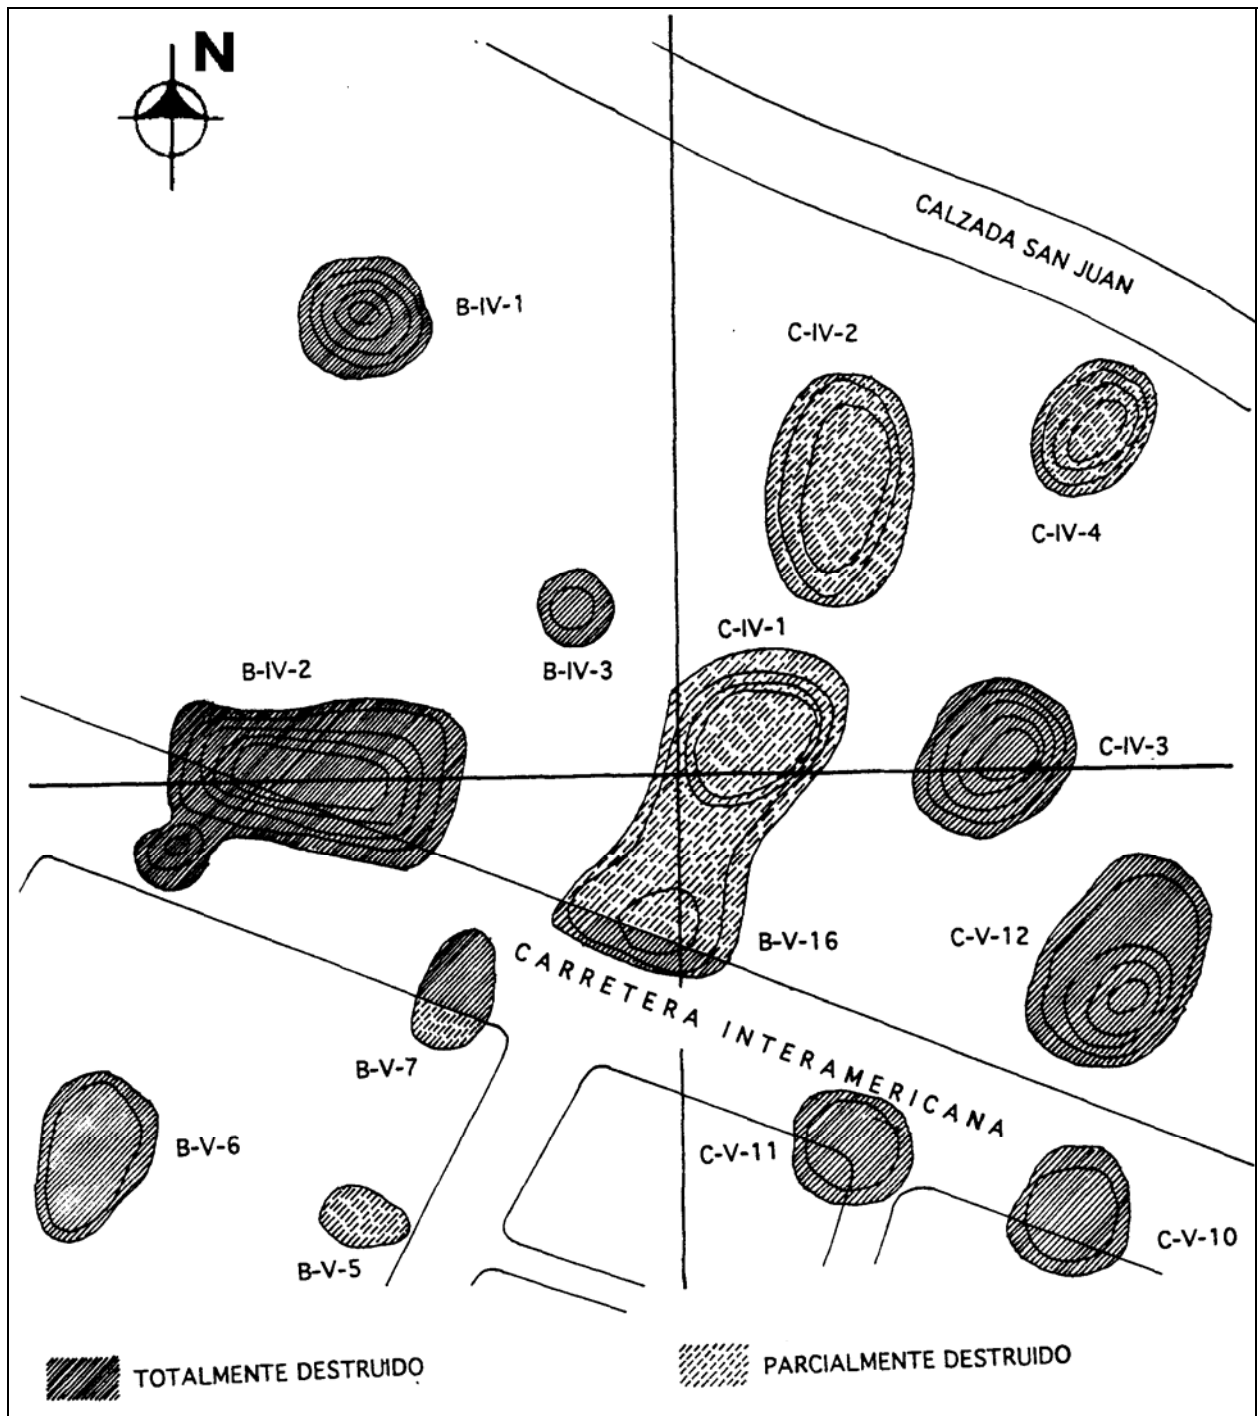 N
CALZADA SAN JUAN
B-IV-1
C-IV-2
C-IV-4
C-IV-1
B-IV-2
B-IV-3
C-IV-3
B-V-16
C-V-12
CARRETERA INTERAMERICANA
B-V-7
B-V-6
C-V-11
C-V-10
B-V-5
TOTALMENTE DESTRUIDO
PARCIALMENTE DESTRUIDO